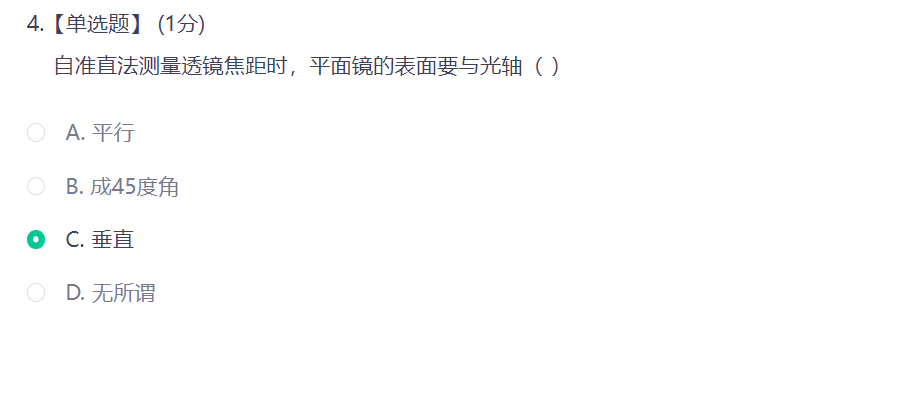 4.【单选题】 (1分)
自准直法测量透镜焦距时，平面镜的表面要与光轴（ ）
A. 平行
B. 成45度角
C. 垂直
D. 无所谓